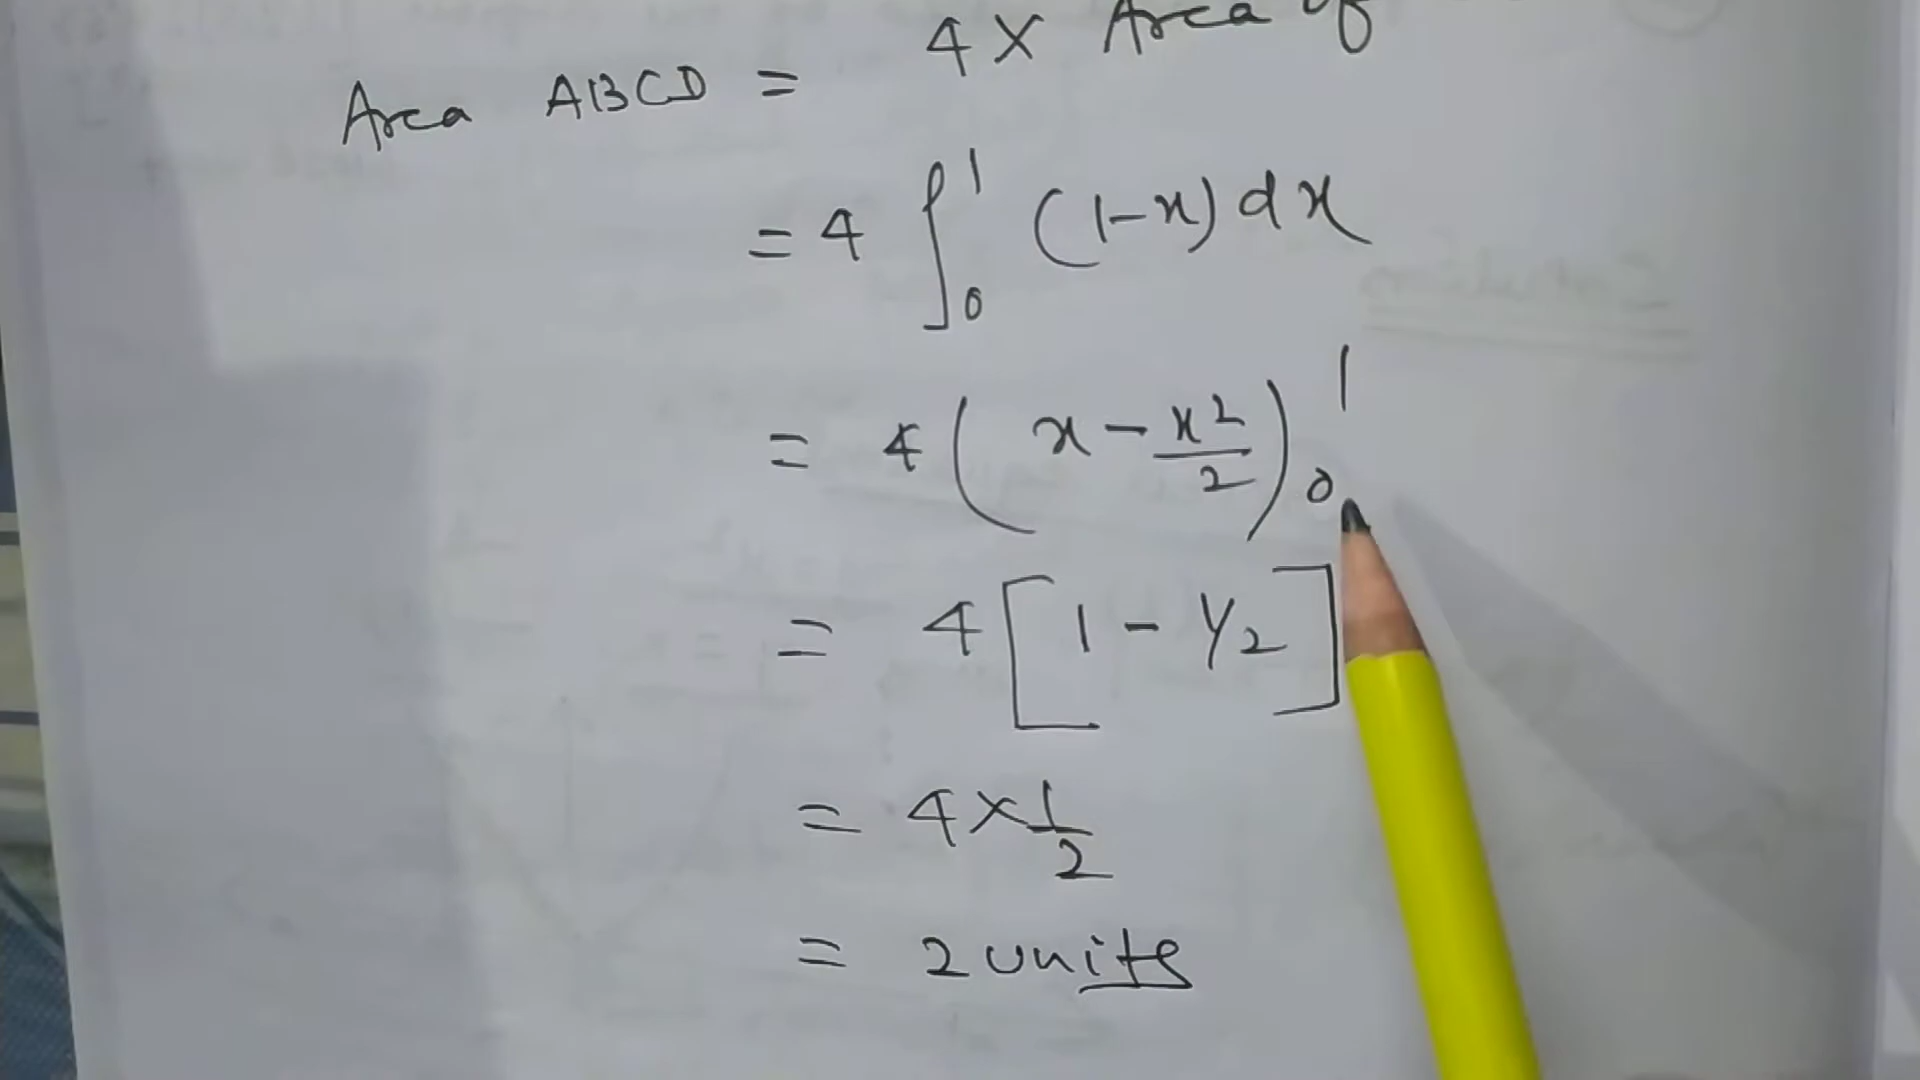 Area ABCD = 4 × Area of
= 4 ∫₀¹ (1-x) dx
= 4 ( x - x²/2 )₀¹
= 4 [ 1 - 1/2 ]
= 4 × 1/2
= 2 units